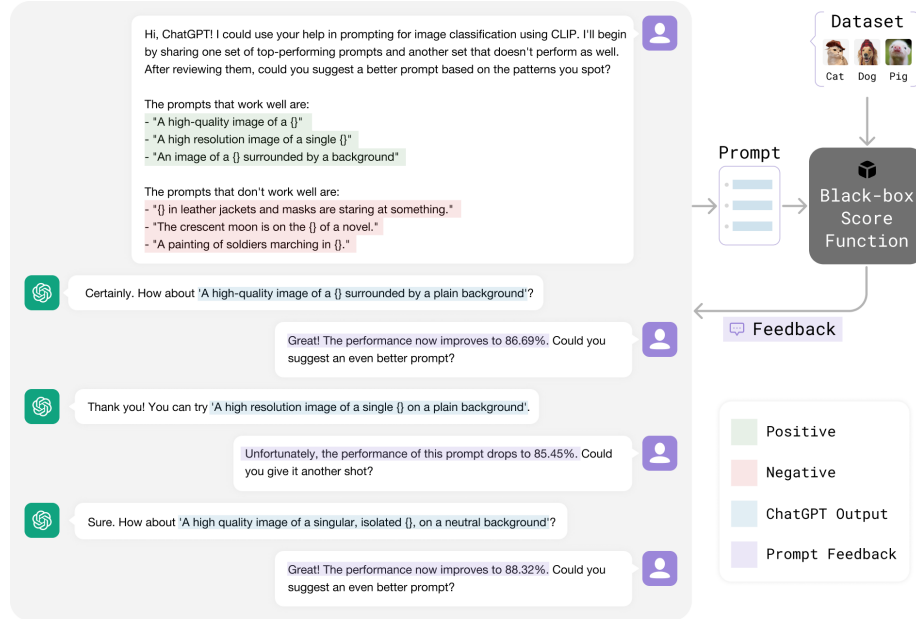 Hi, ChatGPT! I could use your help in prompting for image classification using CLIP. I'll begin
by sharing one set of top-performing prompts and another set that doesn't perform as well.
After reviewing them, could you suggest a better prompt based on the patterns you spot?
The prompts that work well are:
- "A high-quality image of a {}"
- "A high resolution image of a single {}"
- "An image of a {} surrounded by a background"
The prompts that don't work well are:
- "{} in leather jackets and masks are staring at something."
- "The crescent moon is on the {} of a novel."
- "A painting of soldiers marching in {}."
Certainly. How about 'A high-quality image of a {} surrounded by a plain background'?
Great! The performance now improves to 86.69%. Could you
suggest an even better prompt?
Thank you! You can try 'A high resolution image of a single {} on a plain background'.
Unfortunately, the performance of this prompt drops to 85.45%. Could
you give it another shot?
Sure. How about 'A high quality image of a singular, isolated {}, on a neutral background'?
Great! The performance now improves to 88.32%. Could you
suggest an even better prompt?
Dataset
Cat Dog Pig
Prompt
Black-box
Score
Function
Feedback
Positive
Negative
ChatGPT Output
Prompt Feedback